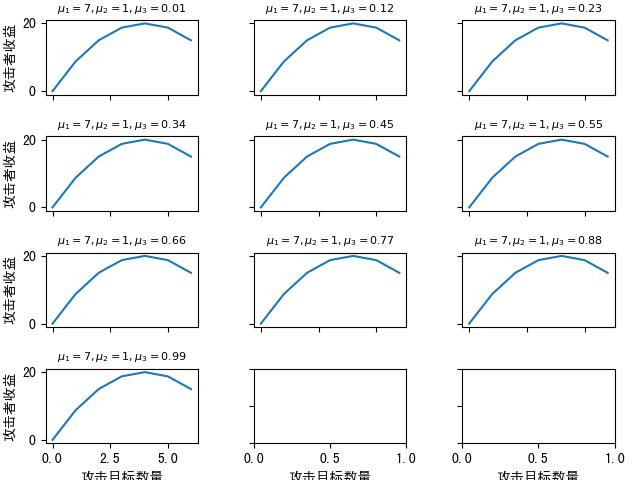 μ₁ = 7, μ₂ = 1, μ₃ = 0.01
μ₁ = 7, μ₂ = 1, μ₃ = 0.12
μ₁ = 7, μ₂ = 1, μ₃ = 0.23
20
0
攻击者收益
μ₁ = 7, μ₂ = 1, μ₃ = 0.34
μ₁ = 7, μ₂ = 1, μ₃ = 0.45
μ₁ = 7, μ₂ = 1, μ₃ = 0.55
20
0
攻击者收益
μ₁ = 7, μ₂ = 1, μ₃ = 0.66
μ₁ = 7, μ₂ = 1, μ₃ = 0.77
μ₁ = 7, μ₂ = 1, μ₃ = 0.88
20
0
攻击者收益
μ₁ = 7, μ₂ = 1, μ₃ = 0.99
20
0
攻击者收益
0.0 2.5 5.0
0.0 0.5 1.0
0.0 0.5 1.0
攻击目标数量
攻击目标数量
攻击目标数量